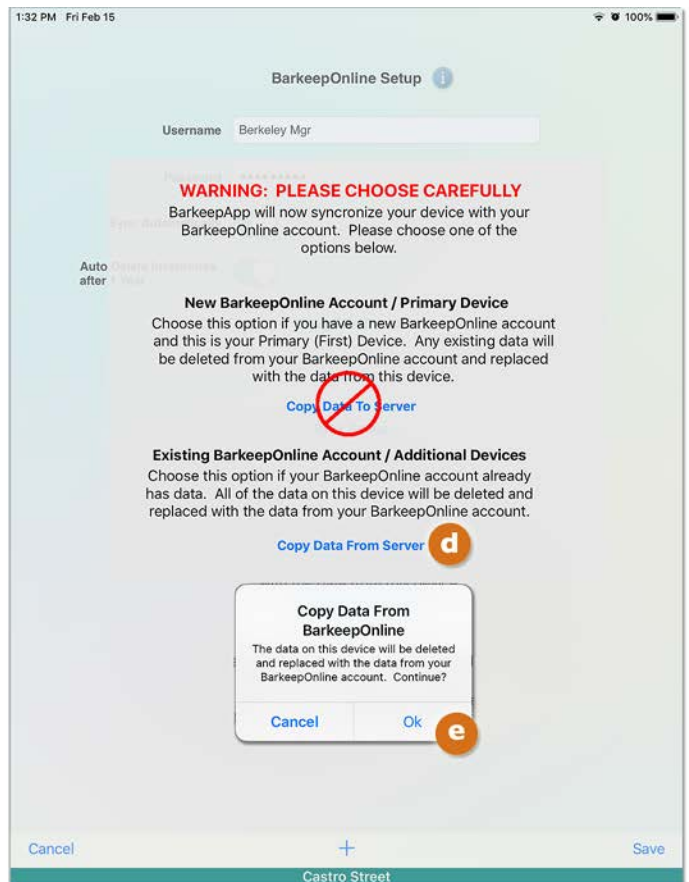 1:32 PM Fri Feb 15
100%
BarkeepOnline Setup i
Username Berkeley Mgr
Password
WARNING: PLEASE CHOOSE CAREFULLY
BarkeepApp will now syncronize your device with your
BarkeepOnline account. Please choose one of the
options below.
Auto
after
New BarkeepOnline Account / Primary Device
Choose this option if you have a new BarkeepOnline account
and this is your Primary (First) Device. Any existing data will
be deleted from your BarkeepOnline account and replaced
with the data from this device.
Copy Data To Server
Existing BarkeepOnline Account / Additional Devices
Choose this option if your BarkeepOnline account already
has data. All of the data on this device will be deleted and
replaced with the data from your BarkeepOnline account.
Copy Data From Server d
Copy Data From
BarkeepOnline
The data on this device will be deleted
and replaced with the data from your
BarkeepOnline account. Continue?
Cancel Ok e
Cancel + Save
Castro Street